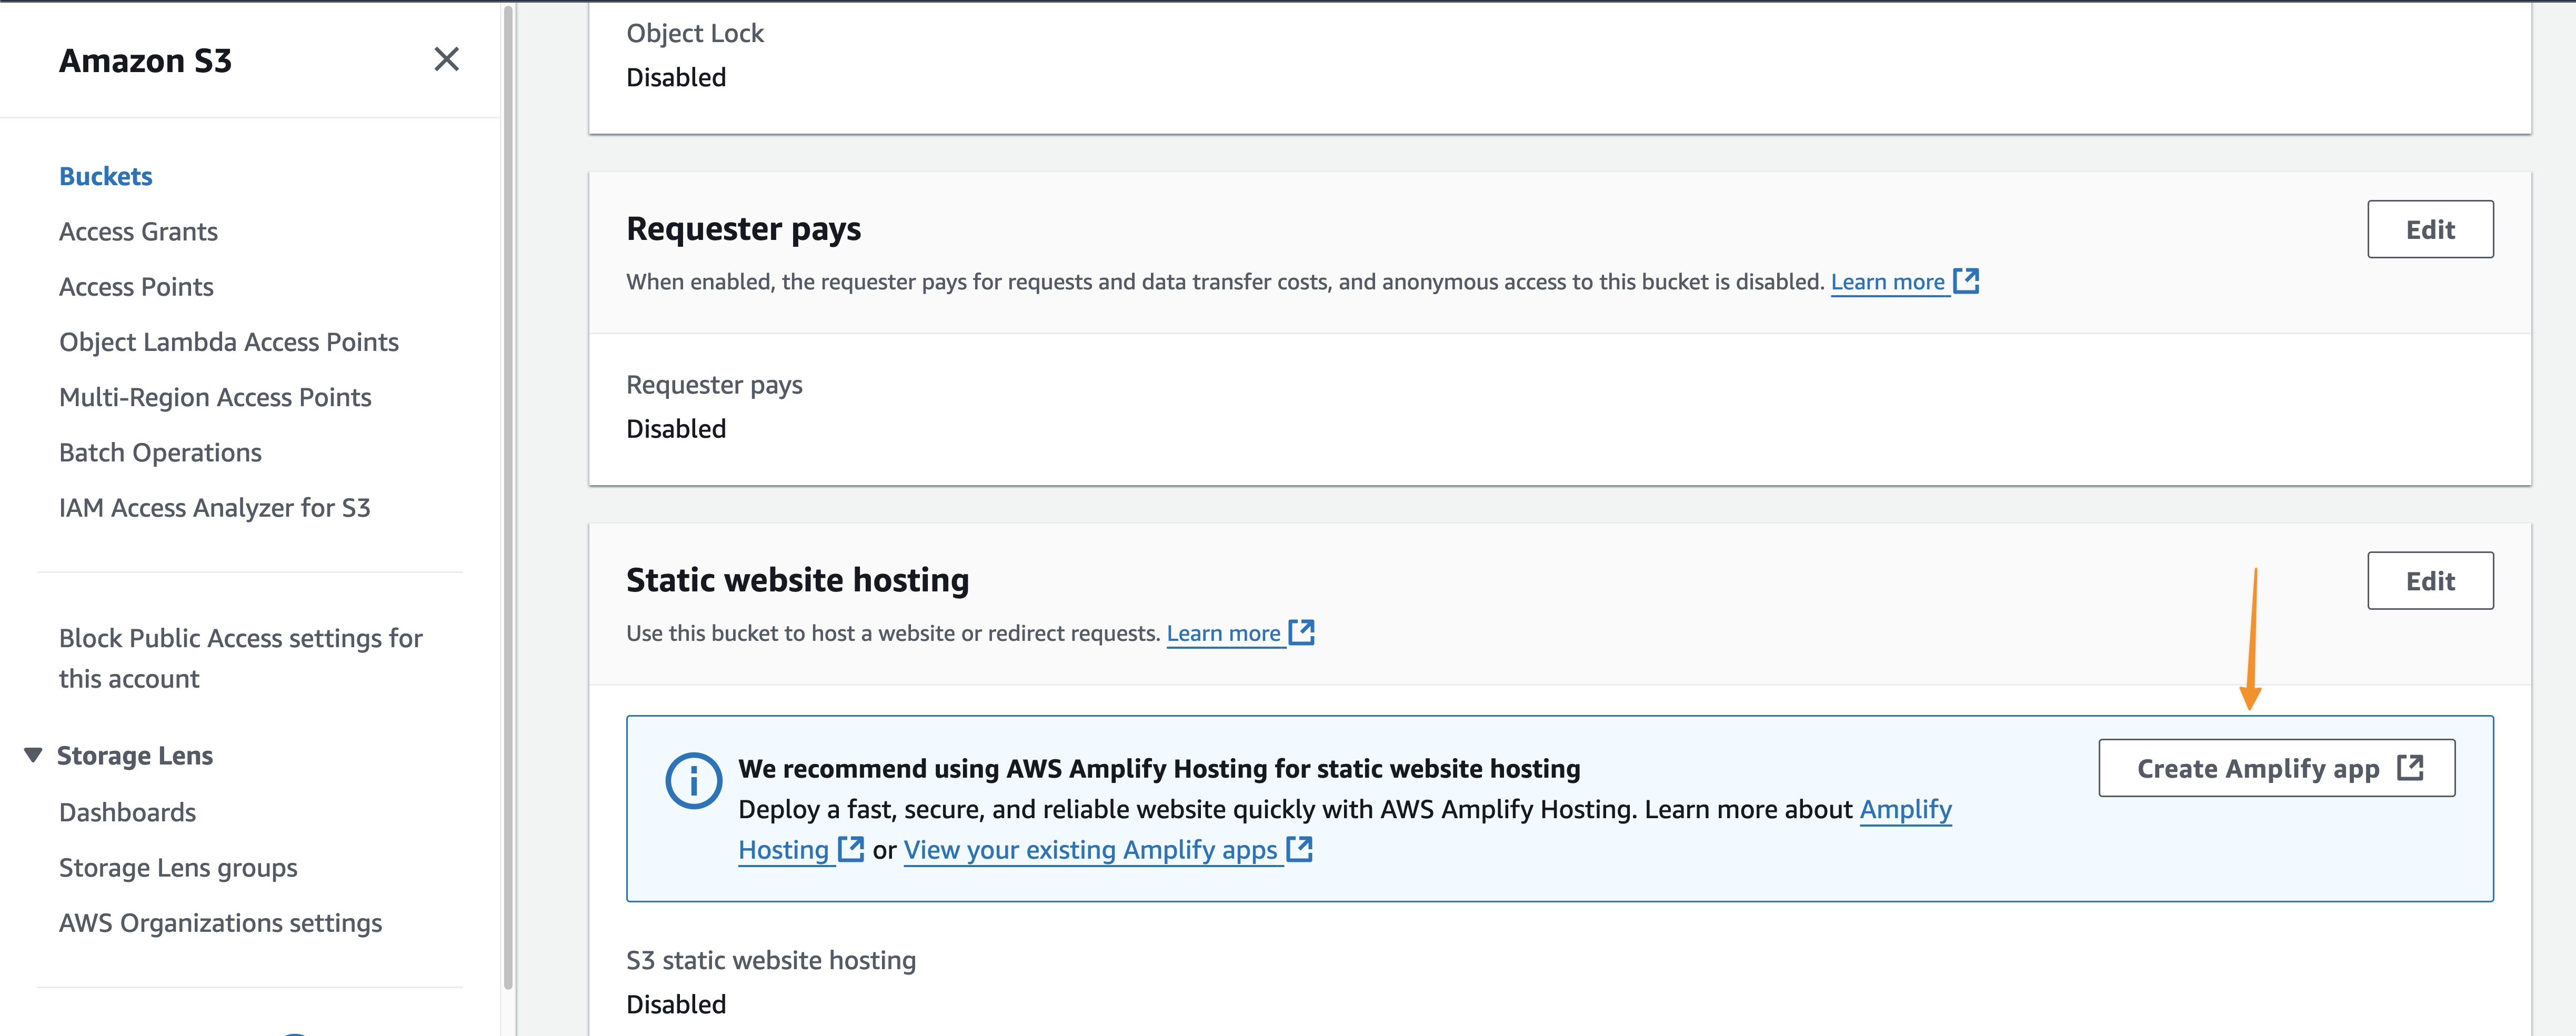 Amazon S3
Buckets
Access Grants
Access Points
Object Lambda Access Points
Multi-Region Access Points
Batch Operations
IAM Access Analyzer for S3
Block Public Access settings for
this account
Storage Lens
Dashboards
Storage Lens groups
AWS Organizations settings
Object Lock
Disabled
Requester pays
Edit
When enabled, the requester pays for requests and data transfer costs, and anonymous access to this bucket is disabled. Learn more
Requester pays
Disabled
Static website hosting
Edit
Use this bucket to host a website or redirect requests. Learn more
We recommend using AWS Amplify Hosting for static website hosting
Create Amplify app
Deploy a fast, secure, and reliable website quickly with AWS Amplify Hosting. Learn more about Amplify
Hosting or View your existing Amplify apps
S3 static website hosting
Disabled